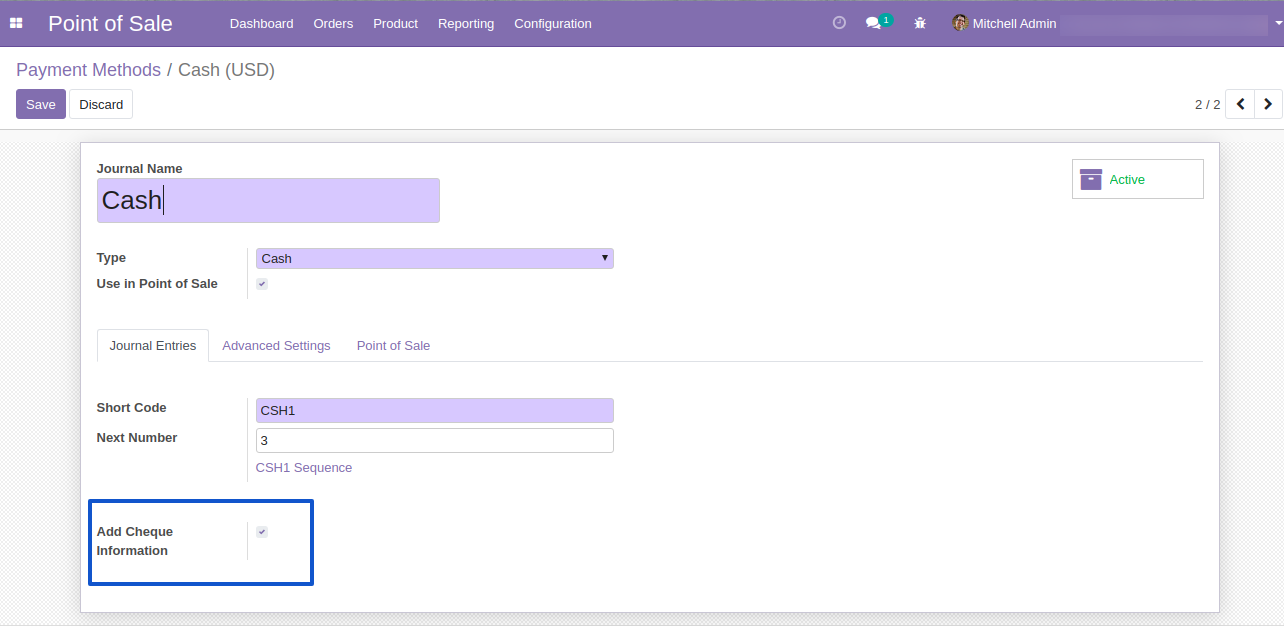 Point of Sale Dashboard Orders Product Reporting Configuration 1 Mitchell Admin
Payment Methods / Cash (USD)
Save Discard 2 / 2
Journal Name
Active
Cash
Type Cash
Use in Point of Sale
Journal Entries Advanced Settings Point of Sale
Short Code CSH1
Next Number 3
CSH1 Sequence
Add Cheque
Information